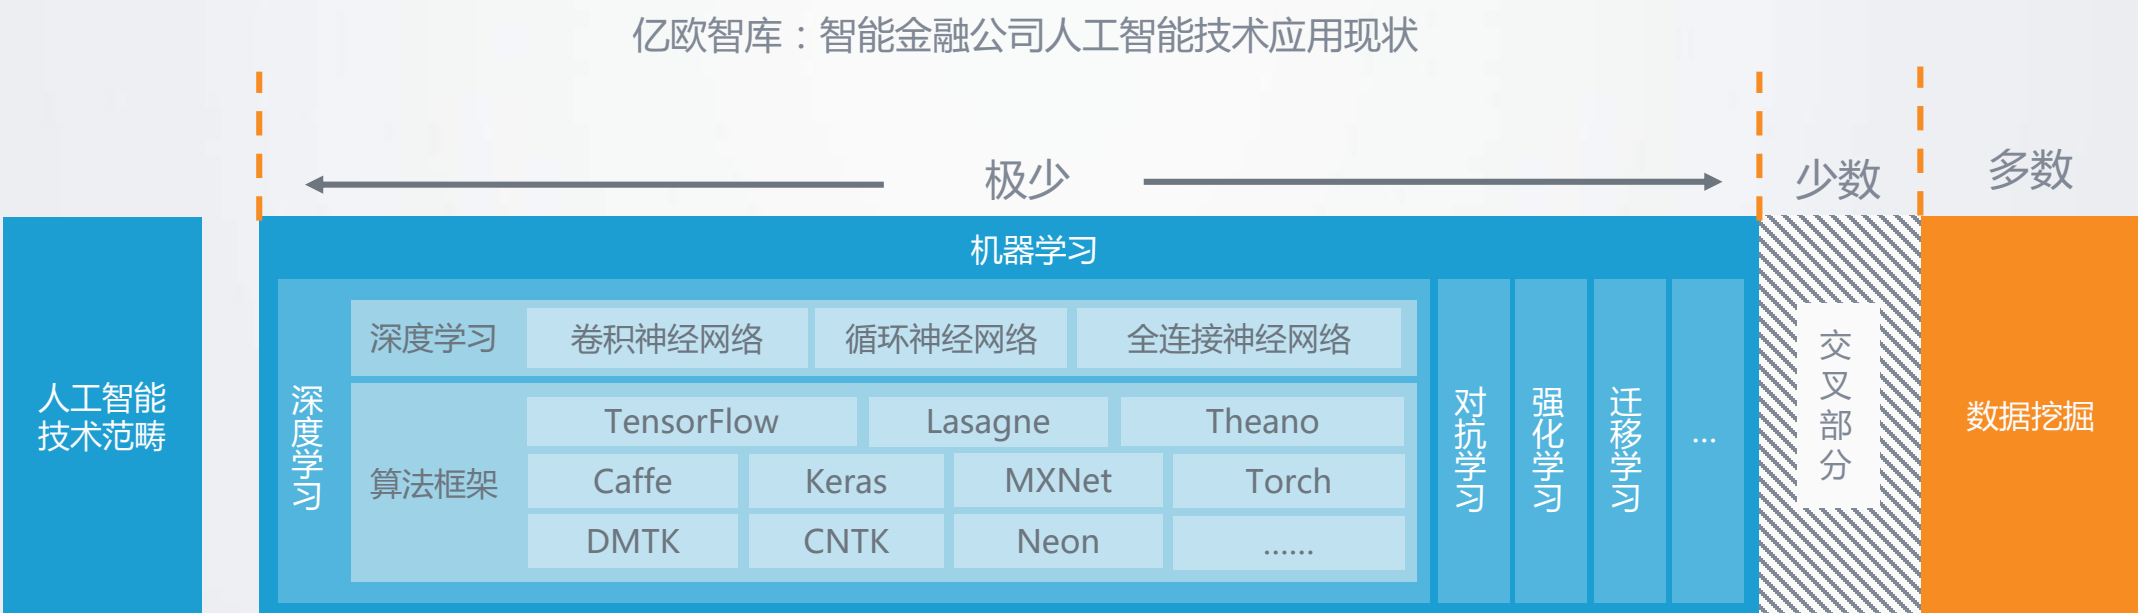 亿欧智库：智能金融公司人工智能技术应用现状
极少
少数
多数
人工智能
技术范畴
机器学习
深度学习
深度学习
卷积神经网络
循环神经网络
全连接神经网络
算法框架
TensorFlow
Lasagne
Theano
Caffe
Keras
MXNet
Torch
DMTK
CNTK
Neon
......
对抗学习
强化学习
迁移学习
...
交叉部分
数据挖掘